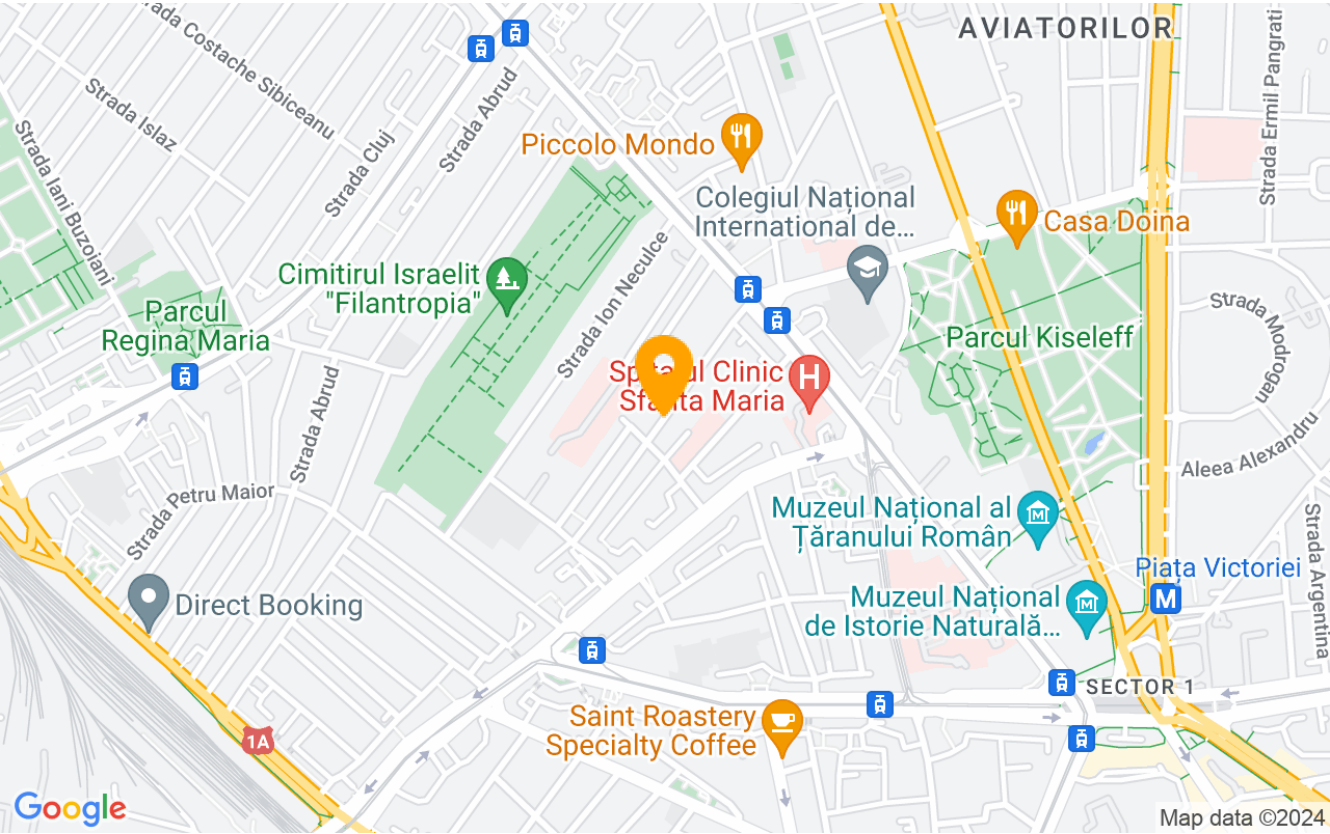 AVIATORILOR
Strada Costache Sibiceanu
Strada Ermil Pangrati
Strada Islaz
Strada Abrud
Strada Cluj
Piccolo Mondo
Strada Iani Buzoiani
Colegiul Național
International de...
Casa Doina
Strada Ion Neculce
Cimitirul Israelit
"Filantropia"
Parcul
Regina Maria
Strada Modrogan
Parcul Kiseleff
Clinic
Maria
H
Strada Abrud
Aleea Alexandru
Strada Petru Maior
Muzeul Național al
Țăranului Român
M
Strada Argentina
Piața Victoriei
M
Direct Booking
Muzeul Național
de Istorie Naturală...
M
SECTOR 1
Saint Roastery
Specialty Coffee
1A
Google
Map data ©2024